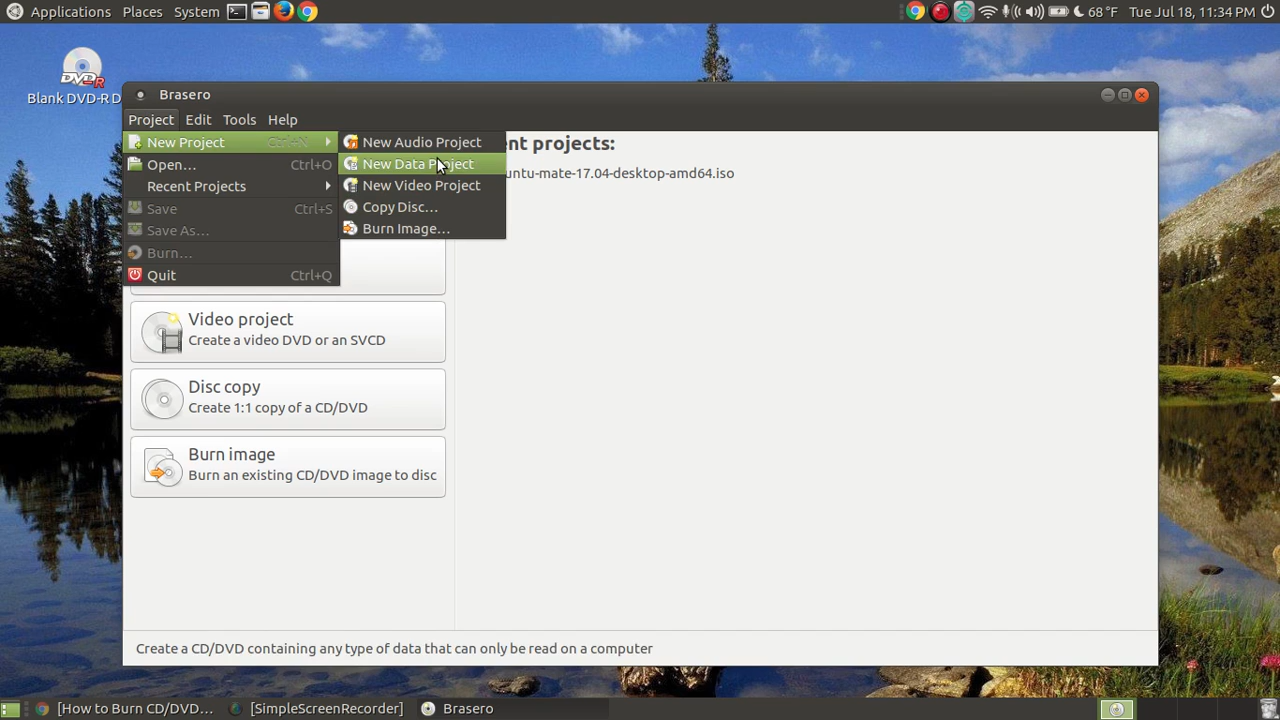 Applications Places System
68 °F Tue Jul 18, 11:34 PM
DVD-R
Blank DVD-R D
Brasero
Project Edit Tools Help
New Project Ctrl+N
Open... Ctrl+O
Recent Projects
Save Ctrl+S
Save As...
Burn...
Quit Ctrl+Q
New Audio Project
New Data Project
New Video Project
Copy Disc...
Burn Image...
nt projects:
untu-mate-17.04-desktop-amd64.iso
Video project
Create a video DVD or an SVCD
Disc copy
Create 1:1 copy of a CD/DVD
Burn image
Burn an existing CD/DVD image to disc
Create a CD/DVD containing any type of data that can only be read on a computer
[How to Burn CD/DVD... [SimpleScreenRecorder] Brasero